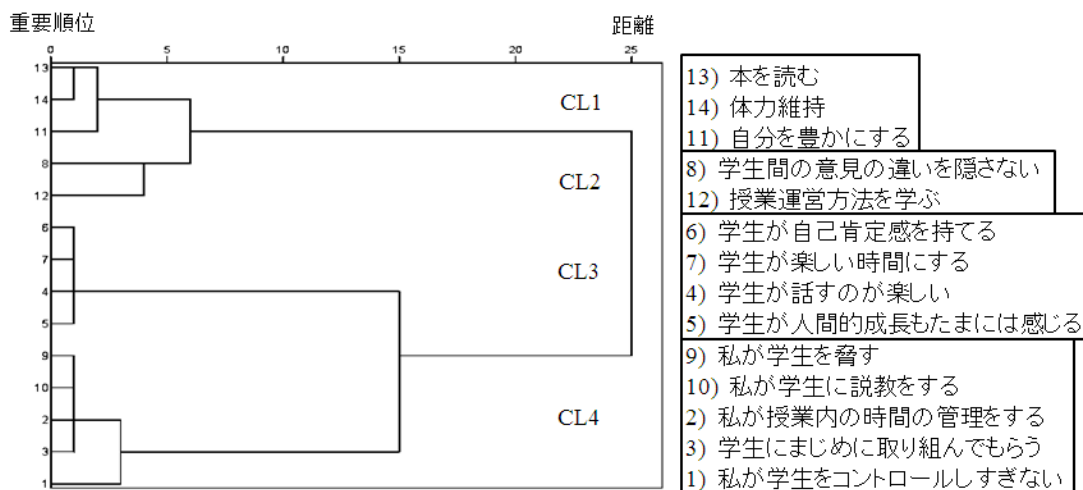 重要順位
距離
0 5 10 15 20 25
13
14
11
8
12
6
7
4
5
9
10
2
3
1
CL1
CL2
CL3
CL4
13) 本を読む
14) 体力維持
11) 自分を豊かにする
8) 学生間の意見の違いを隠さない
12) 授業運営方法を学ぶ
6) 学生が自己肯定感を持てる
7) 学生が楽しい時間にする
4) 学生が話すのが楽しい
5) 学生が人間的成長もたまには感じる
9) 私が学生を脅す
10) 私が学生に説教をする
2) 私が授業内の時間の管理をする
3) 学生にまじめに取り組んでもらう
1) 私が学生をコントロールしすぎない